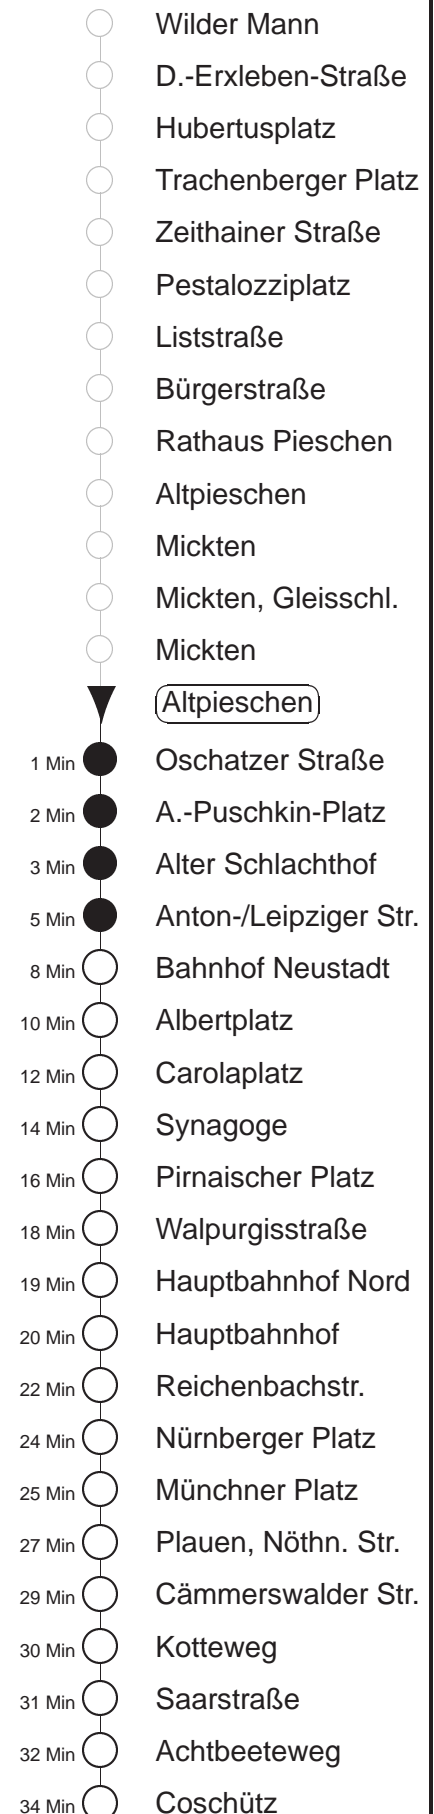 Wilder Mann
D.-Erxleben-Straße
Hubertusplatz
Trachenberger Platz
Zeithainer Straße
Pestalozziplatz
Liststraße
Bürgerstraße
Rathaus Pieschen
Altpieschen
Mickten
Mickten, Gleisschl.
Mickten
Altpieschen
1 Min Oschatzer Straße
2 Min A.-Puschkin-Platz
3 Min Alter Schlachthof
5 Min Anton-/Leipziger Str.
8 Min Bahnhof Neustadt
10 Min Albertplatz
12 Min Carolaplatz
14 Min Synagoge
16 Min Pirnaischer Platz
18 Min Walpurgisstraße
19 Min Hauptbahnhof Nord
20 Min Hauptbahnhof
22 Min Reichenbachstr.
24 Min Nürnberger Platz
25 Min Münchner Platz
27 Min Plauen, Nöthn. Str.
29 Min Cämmerswalder Str.
30 Min Kotteweg
31 Min Saarstraße
32 Min Achtbeeteweg
34 Min Coschütz